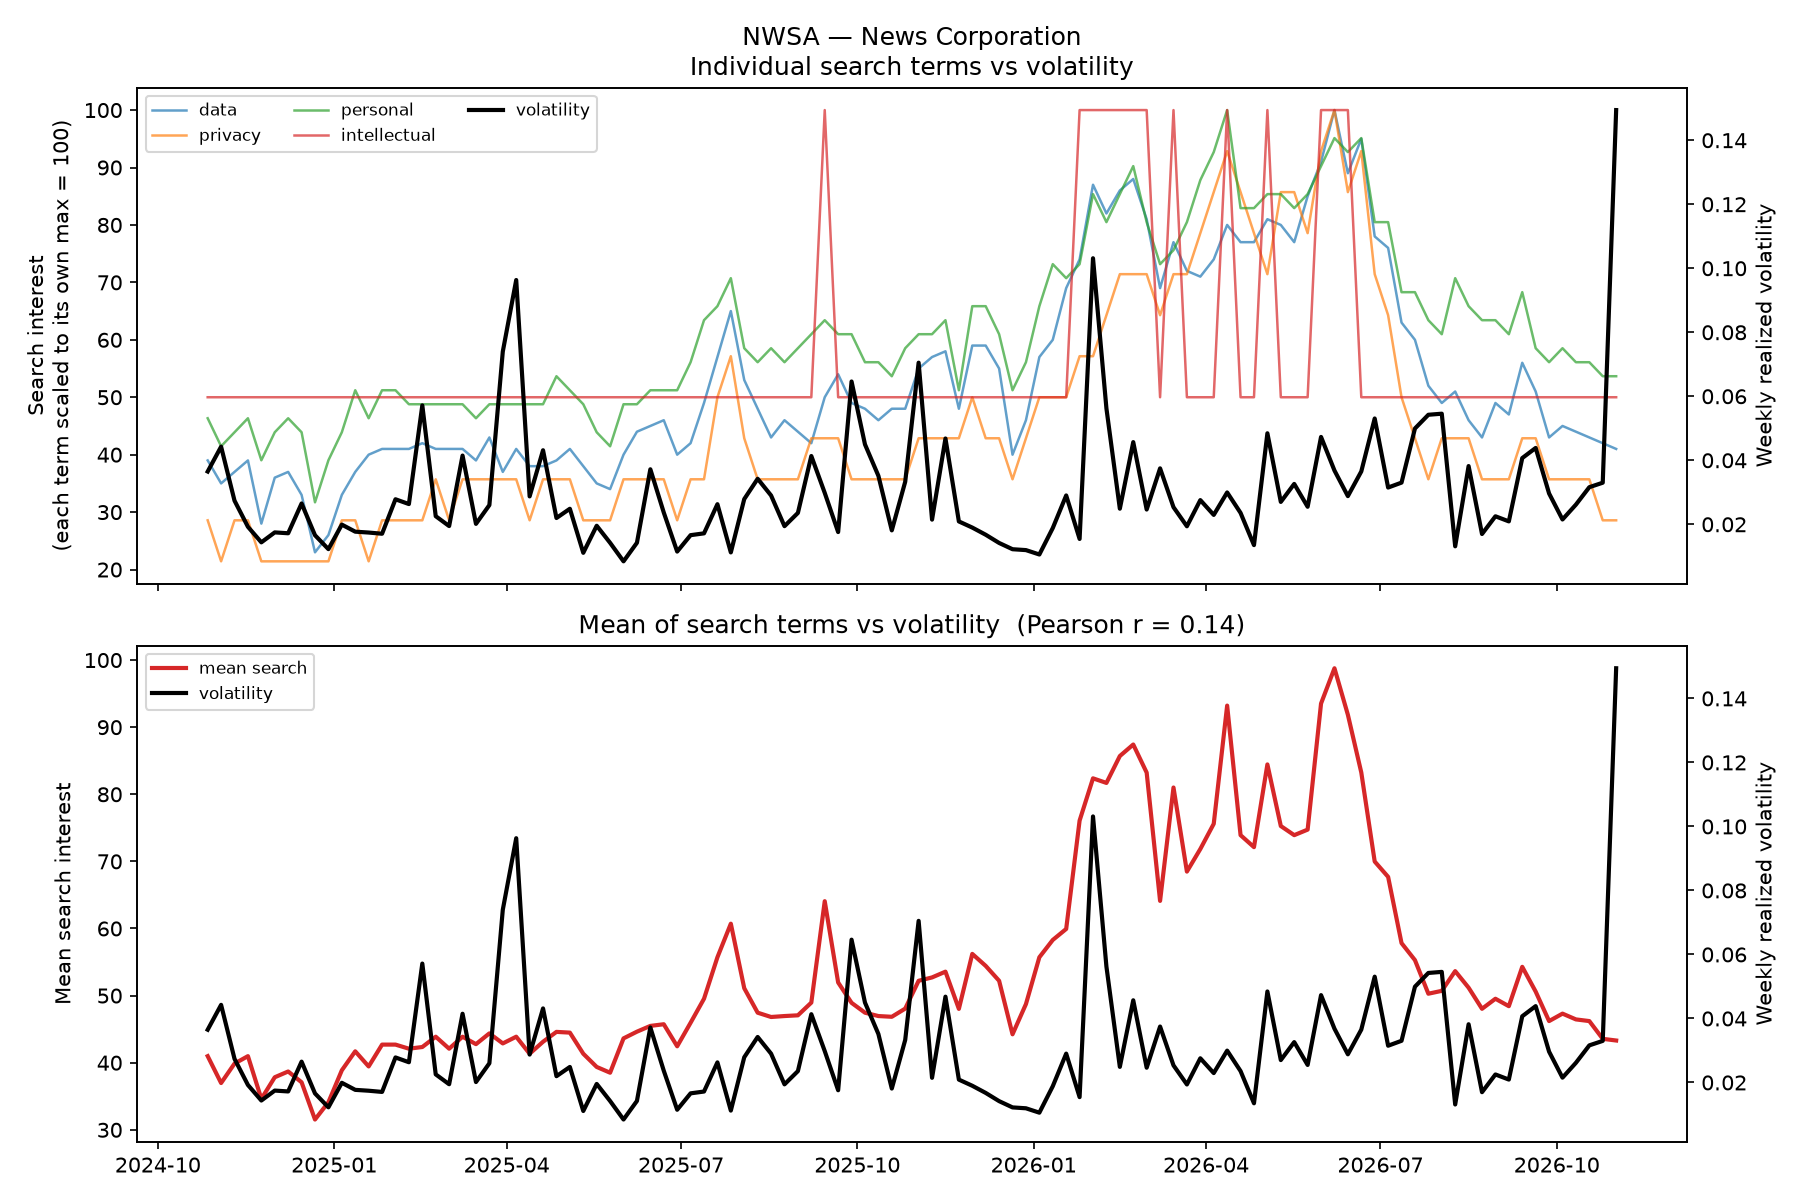 NWSA — News Corporation
Individual search terms vs volatility
data
privacy
personal
intellectual
volatility
Search interest
(each term scaled to its own max = 100)
100
90
80
70
60
50
40
30
20
0.14
0.12
0.10
0.08
0.06
0.04
0.02
Weekly realized volatility
Mean of search terms vs volatility  (Pearson r = 0.14)
mean search
volatility
Mean search interest
100
90
80
70
60
50
40
30
0.14
0.12
0.10
0.08
0.06
0.04
0.02
Weekly realized volatility
2024-10
2025-01
2025-04
2025-07
2025-10
2026-01
2026-04
2026-07
2026-10